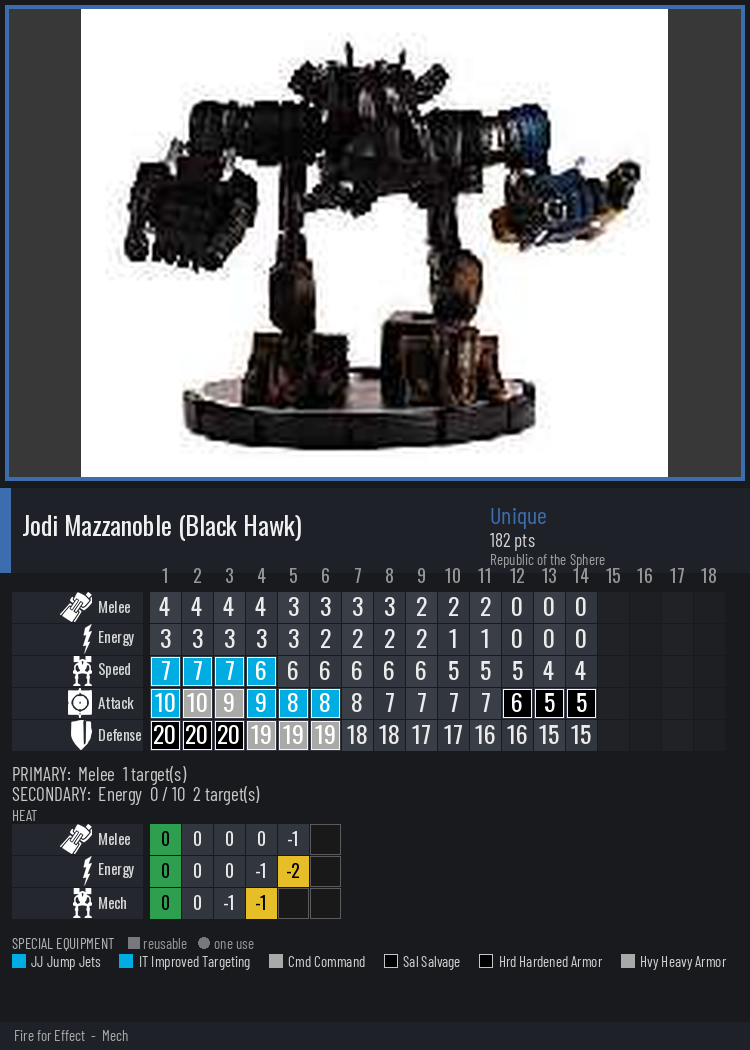 Jodi Mazzanoble (Black Hawk)
Unique
182 pts
Republic of the Sphere
1 2 3 4 5 6 7 8 9 10 11 12 13 14 15 16 17 18
Melee 4 4 4 4 3 3 3 3 2 2 2 0 0 0
Energy 3 3 3 3 3 2 2 2 2 1 1 0 0 0
Speed 7 7 7 6 6 6 6 6 6 5 5 5 4 4
Attack 10 10 9 9 8 8 8 7 7 7 7 6 5 5
Defense 20 20 20 19 19 19 18 18 17 17 16 16 15 15
PRIMARY: Melee 1 target(s)
SECONDARY: Energy 0 / 10 2 target(s)
HEAT
Melee 0 0 0 0 -1
Energy 0 0 0 -1 -2
Mech 0 0 -1 -1
SPECIAL EQUIPMENT reusable one use
JJ Jump Jets IT Improved Targeting Cmd Command Sal Salvage Hrd Hardened Armor Hvy Heavy Armor
Fire for Effect - Mech